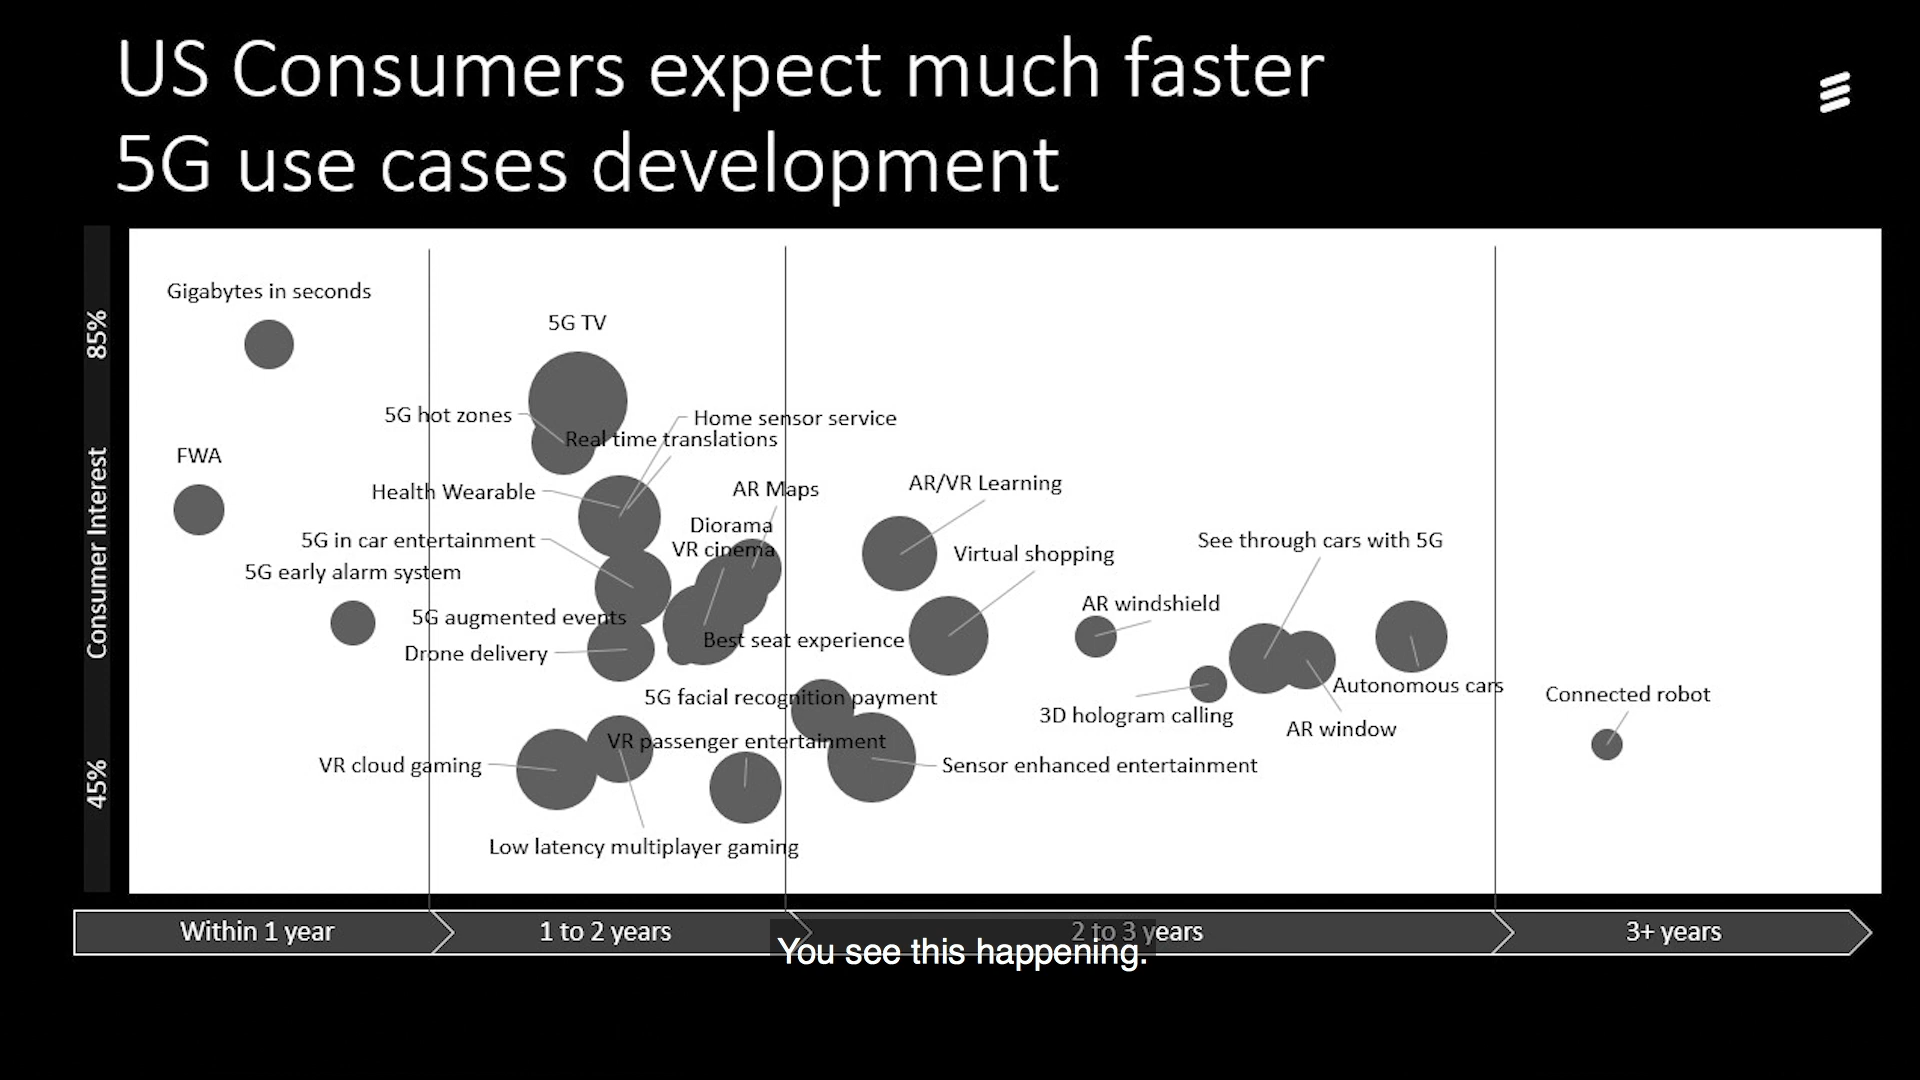 US Consumers expect much faster
5G use cases development
85%
Consumer Interest
45%
Gigabytes in seconds
5G TV
5G hot zones
Home sensor service
Real time translations
FWA
Health Wearable
AR Maps
AR/VR Learning
Diorama
5G in car entertainment
VR cinema
Virtual shopping
See through cars with 5G
5G early alarm system
5G augmented events
AR windshield
Drone delivery
Best seat experience
5G facial recognition payment
Autonomous cars
Connected robot
3D hologram calling
AR window
VR passenger entertainment
VR cloud gaming
Sensor enhanced entertainment
Low latency multiplayer gaming
Within 1 year
1 to 2 years
2 to 3 years
3+ years
You see this happening.